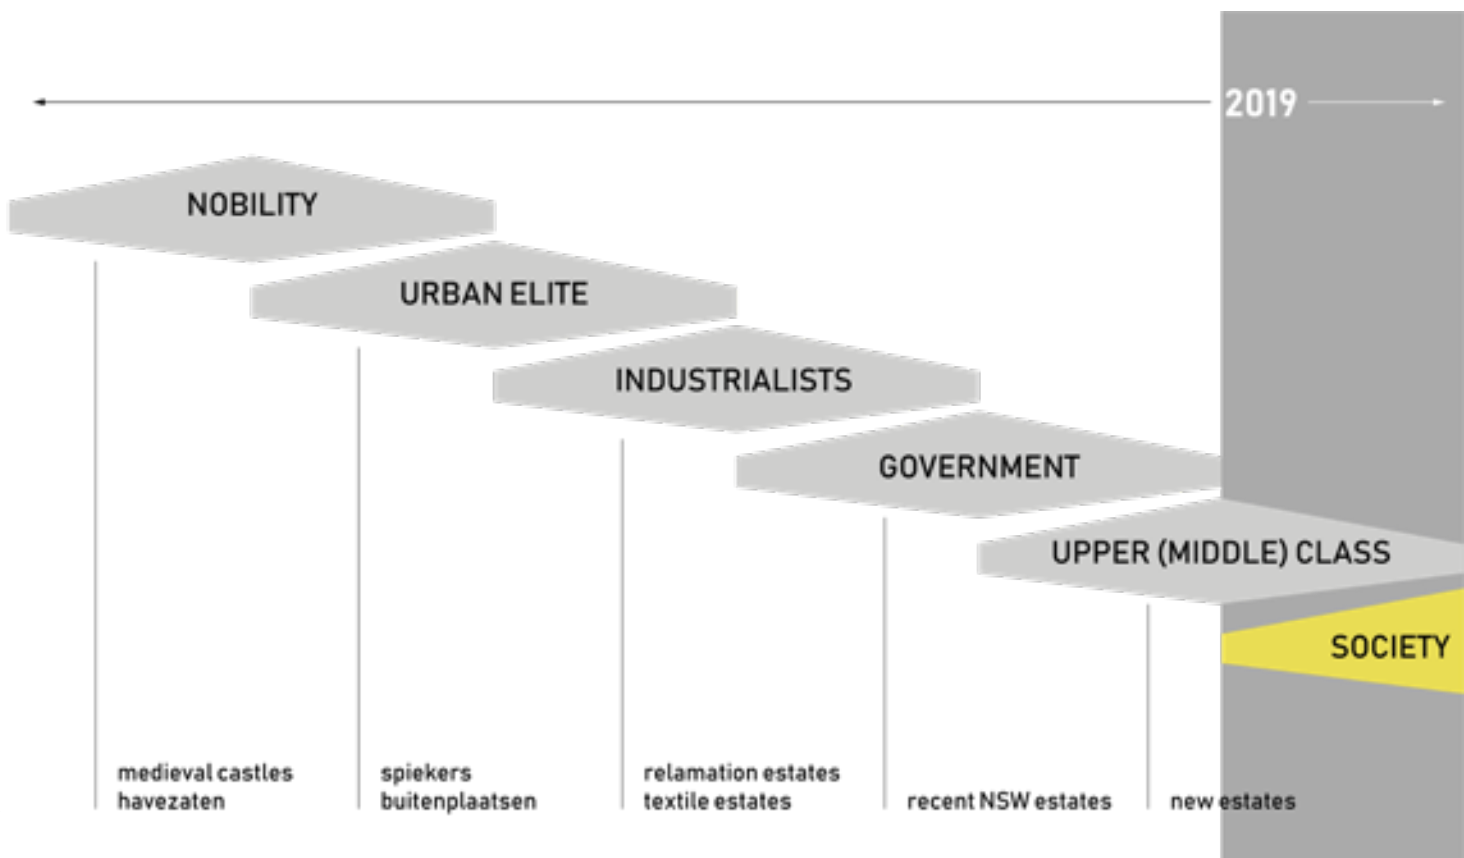 2019
NOBILITY
URBAN ELITE
INDUSTRIALISTS
GOVERNMENT
UPPER (MIDDLE) CLASS
SOCIETY
medieval castles
havezaten
spiekers
buitenplaatsen
relamation estates
textile estates
recent NSW estates
new estates